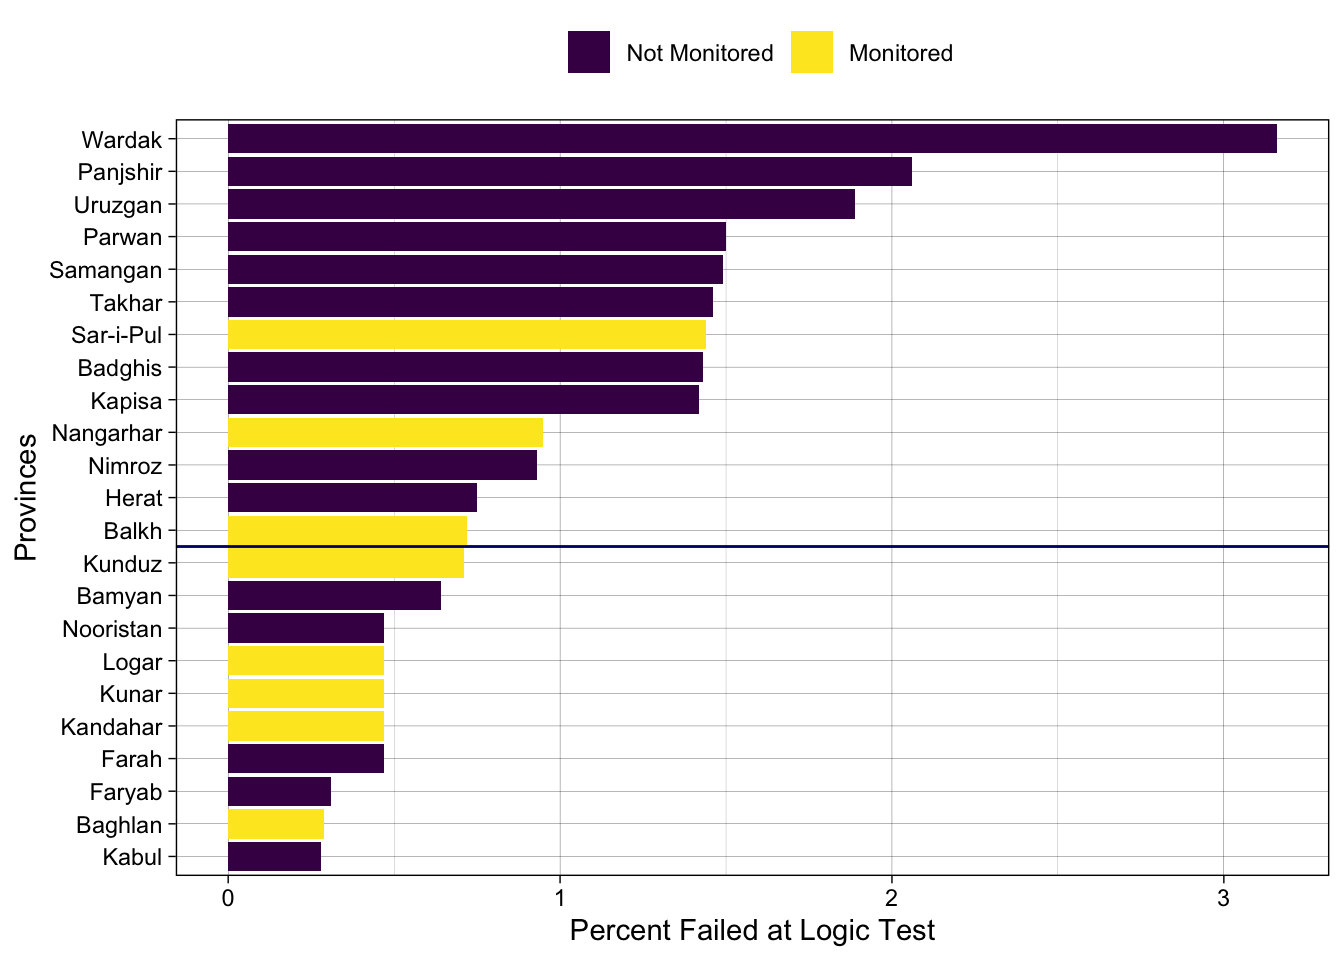 Not Monitored
Monitored
Wardak
Panjshir
Uruzgan
Parwan
Samangan
Takhar
Sar-i-Pul
Badghis
Kapisa
Nangarhar
Nimroz
Herat
Balkh
Kunduz
Bamyan
Nooristan
Logar
Kunar
Kandahar
Farah
Faryab
Baghlan
Kabul
Provinces
0 1 2 3
Percent Failed at Logic Test